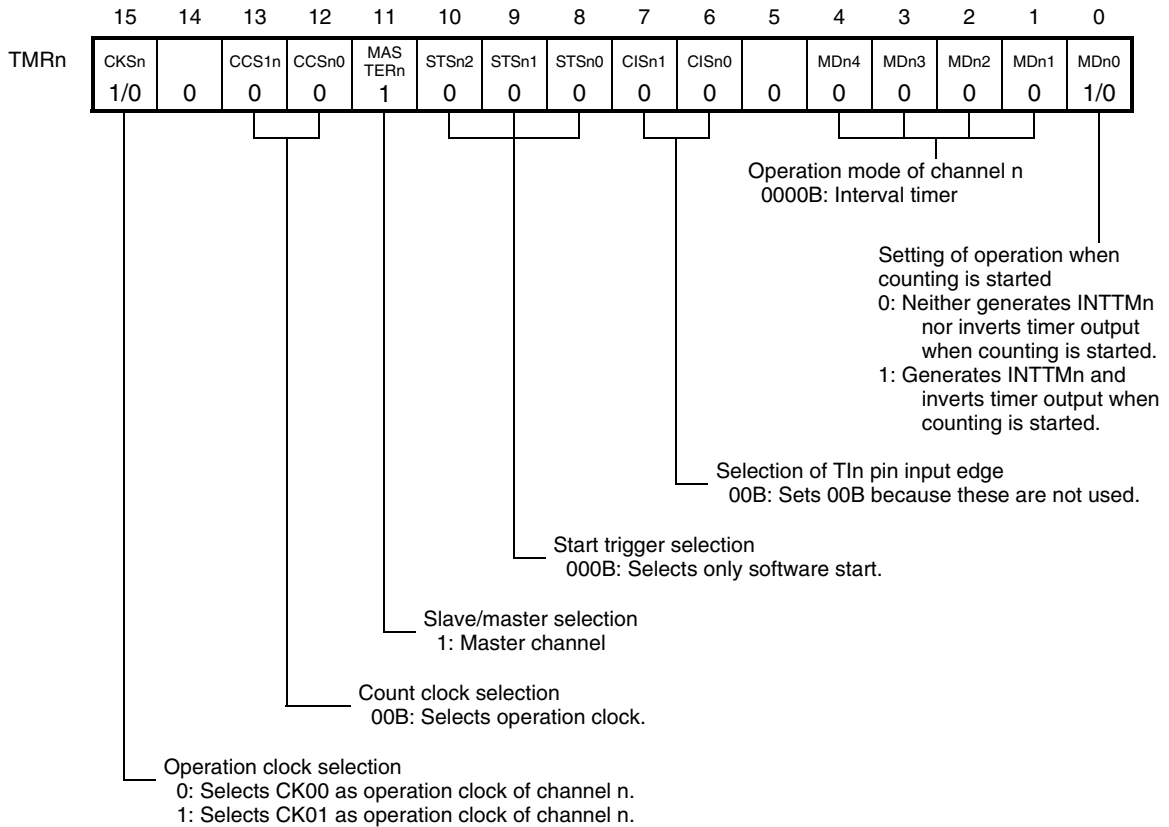 15 14 13 12 11 10 9 8 7 6 5 4 3 2 1 0
TMRn
CKSn CCS1n CCSn0 MAS TERn STSn2 STSn1 STSn0 CISn1 CISn0 MDn4 MDn3 MDn2 MDn1 MDn0
1/0 0 0 0 1 0 0 0 0 0 0 0 0 0 0 1/0
Operation mode of channel n
0000B: Interval timer
Setting of operation when
counting is started
0: Neither generates INTTMn
nor inverts timer output
when counting is started.
1: Generates INTTMn and
inverts timer output when
counting is started.
Selection of TIn pin input edge
00B: Sets 00B because these are not used.
Start trigger selection
000B: Selects only software start.
Slave/master selection
1: Master channel
Count clock selection
00B: Selects operation clock.
Operation clock selection
0: Selects CK00 as operation clock of channel n.
1: Selects CK01 as operation clock of channel n.